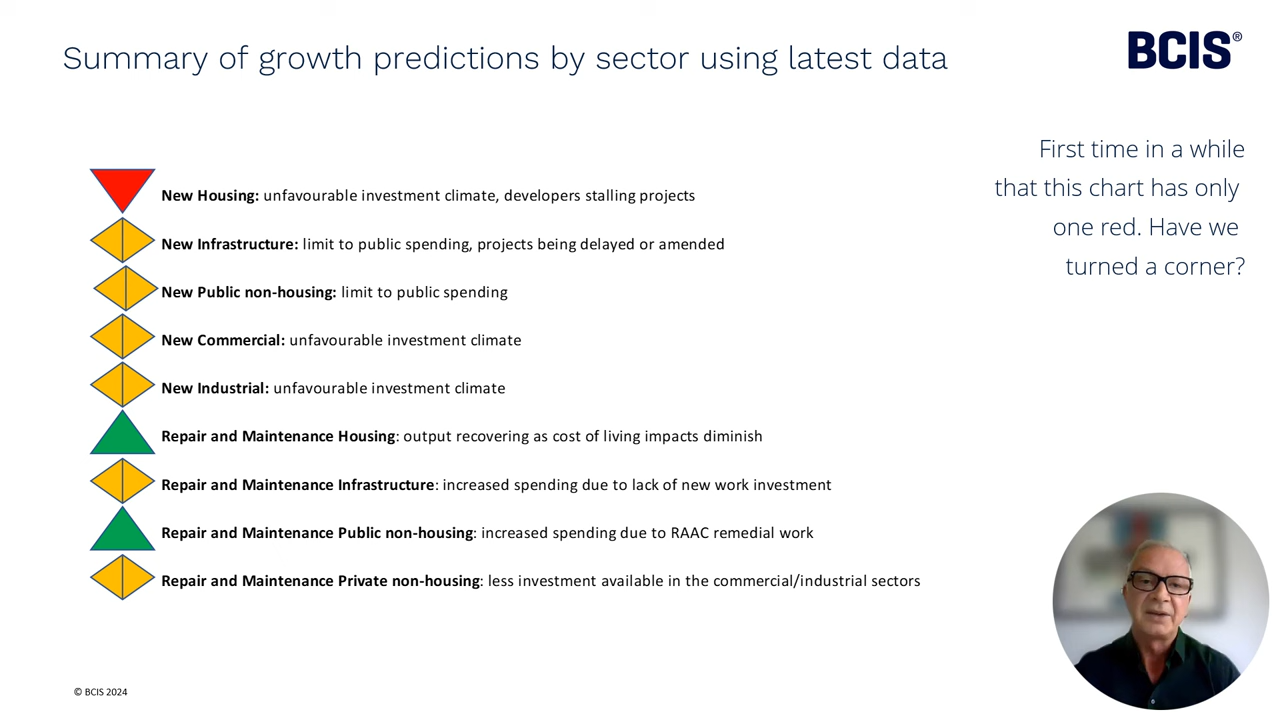 Summary of growth predictions by sector using latest data
BCIS®
First time in a while
that this chart has only
one red. Have we
turned a corner?
New Housing: unfavourable investment climate, developers stalling projects
New Infrastructure: limit to public spending, projects being delayed or amended
New Public non-housing: limit to public spending
New Commercial: unfavourable investment climate
New Industrial: unfavourable investment climate
Repair and Maintenance Housing: output recovering as cost of living impacts diminish
Repair and Maintenance Infrastructure: increased spending due to lack of new work investment
Repair and Maintenance Public non-housing: increased spending due to RAAC remedial work
Repair and Maintenance Private non-housing: less investment available in the commercial/industrial sectors
© BCIS 2024